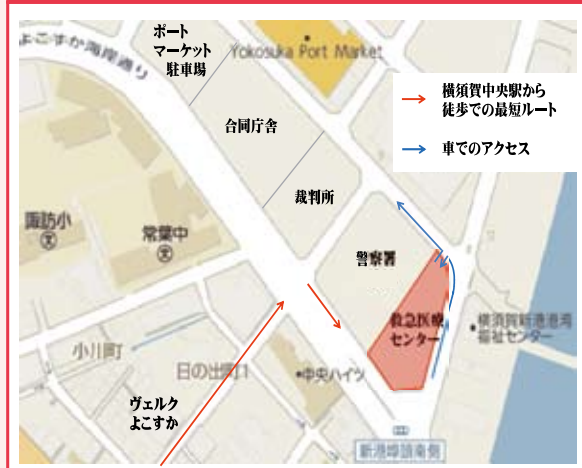 ポート
マーケット
駐車場
Yokosuka Port Market
よこすか海岸通り
横須賀中央駅から
徒歩での最短ルート
車でのアクセス
合同庁舎
裁判所
諏訪小
常葉中
警察署
救急医療
センター
横須賀新港港湾
福祉センター
小川町
日の出町1
中央ハイツ
ヴェルク
よこすか
新港埠頭南側